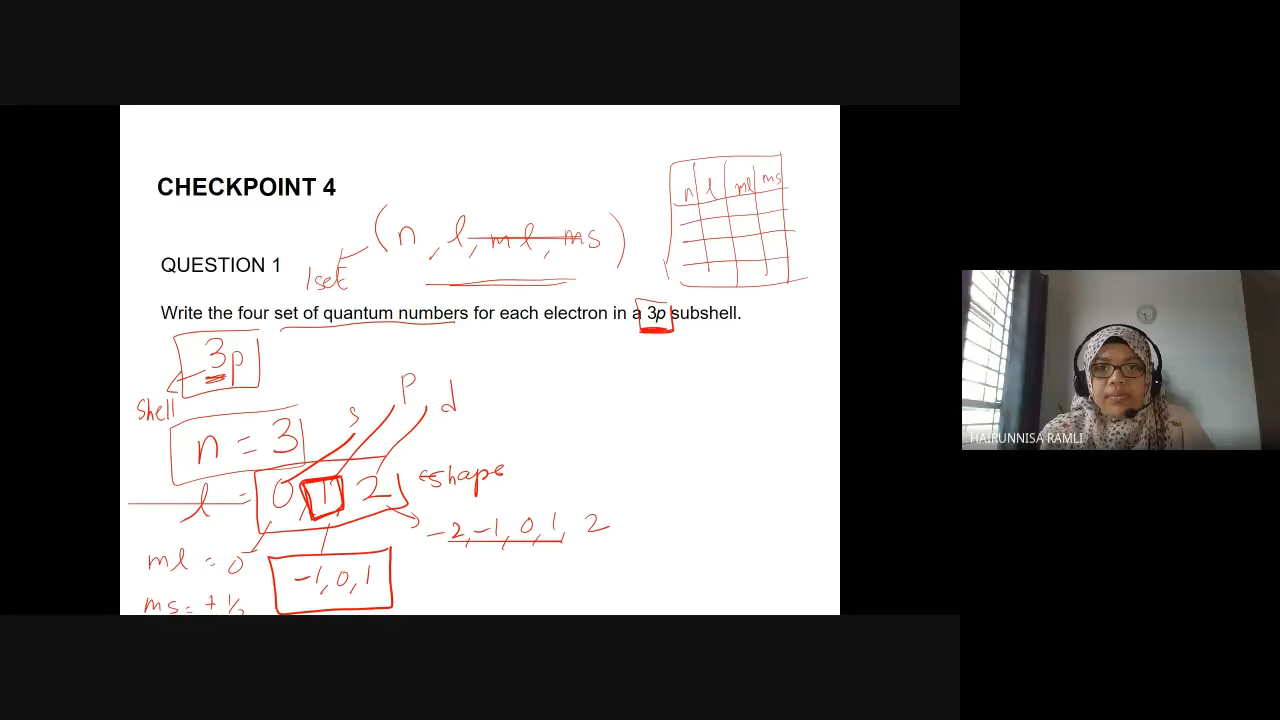 CHECKPOINT 4
n l ml ms
(n, l, ml, ms)
1 set
QUESTION 1
Write the four set of quantum numbers for each electron in a 3p subshell.
3p
shell
s p d
n = 3
l = 0 1 2 shape
-2, -1, 0, 1, 2
ml = 0
-1, 0, 1
ms = + 1/2
HAIRUNNISA RAMLI